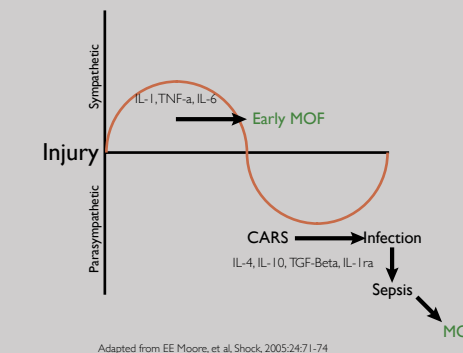 Sympathetic
IL-1, TNF-a, IL-6
Early MOF
Injury
Parasympathetic
CARS
Infection
IL-4, IL-10, TGF-Beta, IL-1ra
Sepsis
Adapted from EE Moore, et al, Shock, 2005:24:71-74